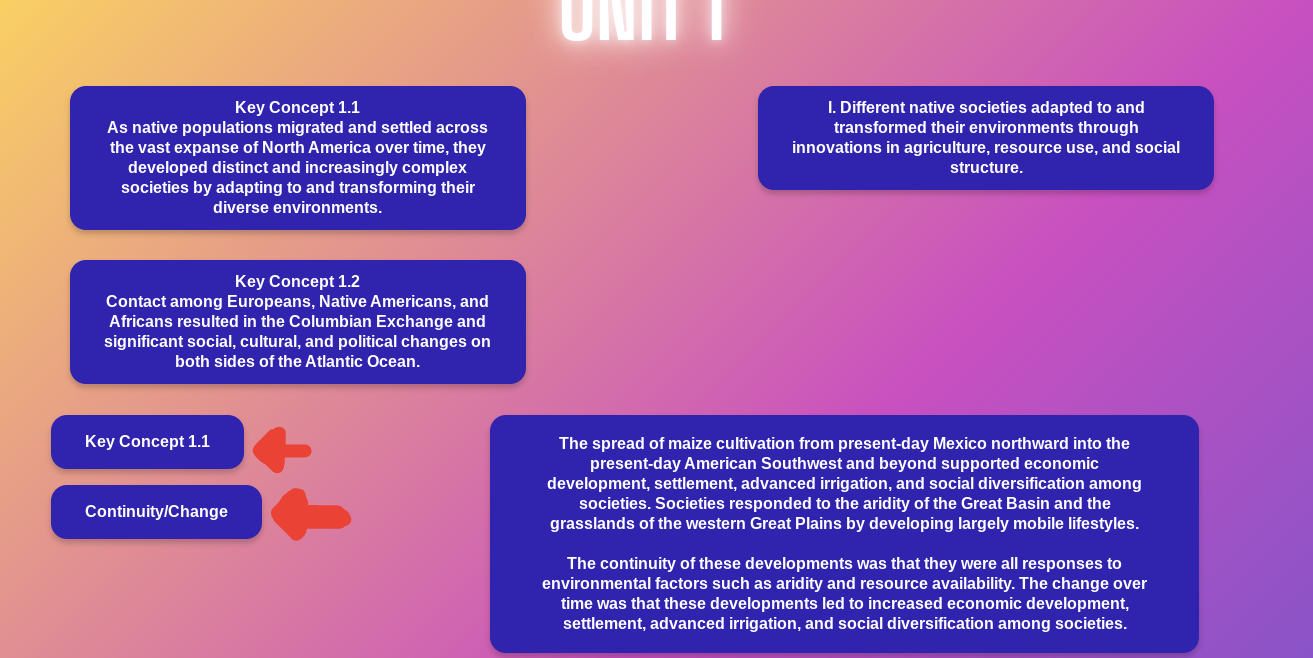 UNIT 1
Key Concept 1.1
As native populations migrated and settled across
the vast expanse of North America over time, they
developed distinct and increasingly complex
societies by adapting to and transforming their
diverse environments.
I. Different native societies adapted to and
transformed their environments through
innovations in agriculture, resource use, and social
structure.
Key Concept 1.2
Contact among Europeans, Native Americans, and
Africans resulted in the Columbian Exchange and
significant social, cultural, and political changes on
both sides of the Atlantic Ocean.
Key Concept 1.1
Continuity/Change
The spread of maize cultivation from present-day Mexico northward into the
present-day American Southwest and beyond supported economic
development, settlement, advanced irrigation, and social diversification among
societies. Societies responded to the aridity of the Great Basin and the
grasslands of the western Great Plains by developing largely mobile lifestyles.
The continuity of these developments was that they were all responses to
environmental factors such as aridity and resource availability. The change over
time was that these developments led to increased economic development,
settlement, advanced irrigation, and social diversification among societies.